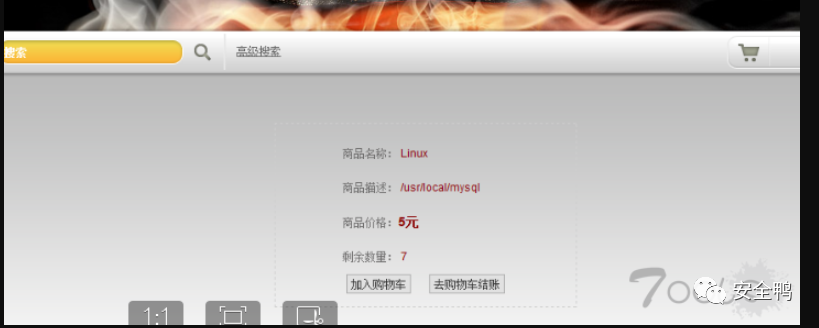 搜索 高级搜索
商品名称： Linux
商品描述： /usr/local/mysql
商品价格： 5元
剩余数量： 7
加入购物车 去购物车结账
安全鸭
1:1